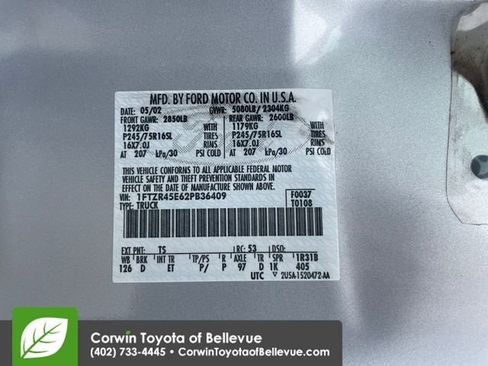 MFD. BY FORD MOTOR CO. IN U.S.A.
DATE: 05/02 GVWR: 5080LB/ 2304KG
FRONT GAWR: 2850LB REAR GAWR: 2600LB
1292KG WITH 1179KG WITH
P245/75R16SL TIRES P245/75R16SL TIRES
16X7.0J RIMS 16X7.0J RIMS
AT 207 kPa/30 PSI COLD AT 207 kPa/30 PSI COLD
THIS VEHICLE CONFORMS TO ALL APPLICABLE FEDERAL MOTOR
VEHICLE SAFETY STANDARDS IN EFFECT ON THE DATE OF MANUFACTURE SHOWN ABOVE.
VIN: 1FTZR45E62PB36409 F0037
TYPE: TRUCK T0108
EXT PNT: TS RC: 53 DSO:
WB BRK INT TR TP/PS R AXLE TR SPR 1R31B
126 D ET P/ P 97 D 1K 405
UTC 2U5A-1520472-AA
Corwin Toyota of Bellevue
(402) 733-4445 • CorwinToyotaofBellevue.com